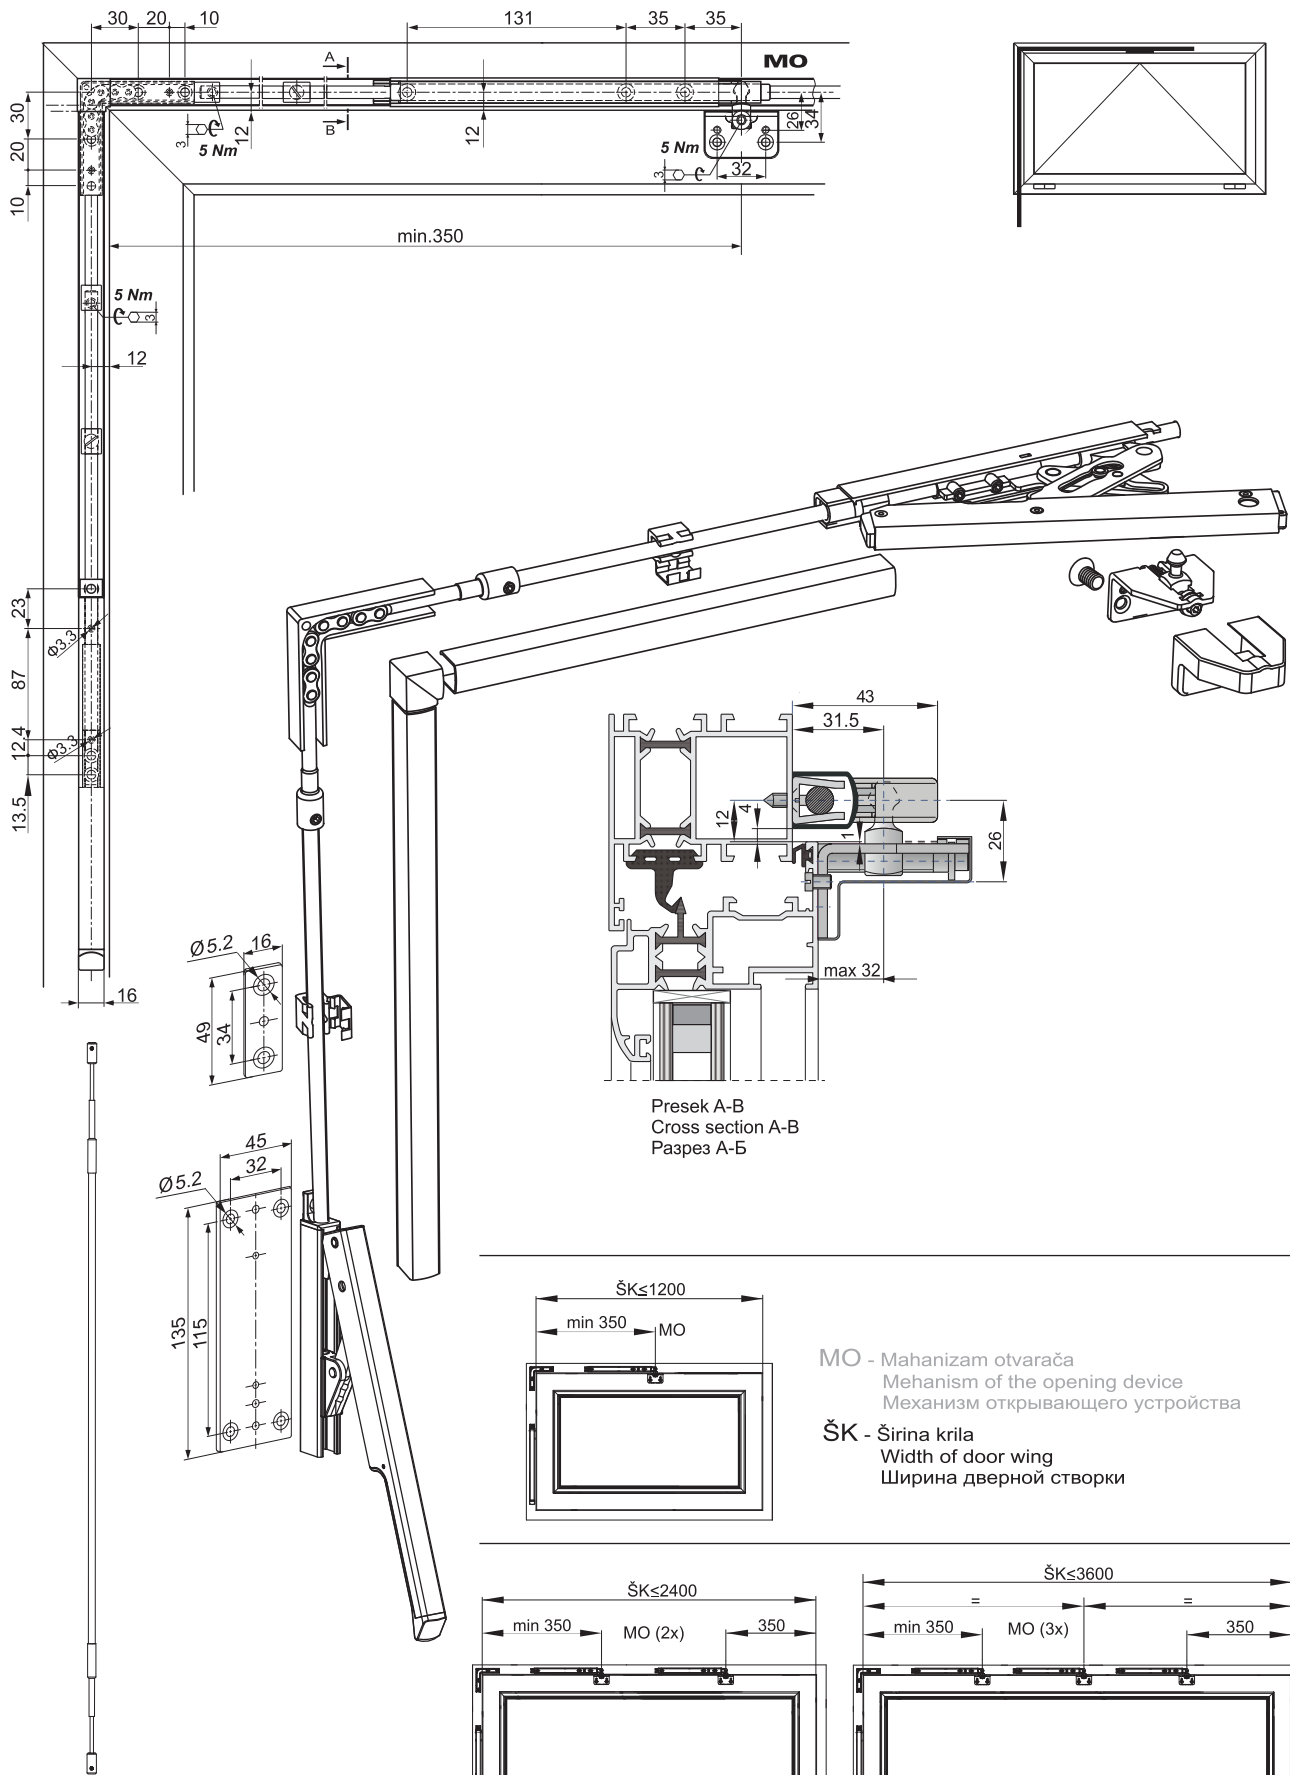 30 20 10 131 35 35
MO
A
B
30
20
10
3
5 Nm
12
12
5 Nm
3
32
26
34
min.350
5 Nm
3
12
23
Φ3.3
87
Φ3.3
12.4
13.5
16
43
31.5
12
4
1
26
max 32
Presek A-B
Cross section A-B
Разрез А-Б
Ø5.2
16
49
34
45
32
Ø5.2
135
115
ŠK≤1200
min 350
MO
MO - Mahanizam otvarača
Mehanism of the opening device
Механизм открывающего устройства
ŠK - Širina krila
Width of door wing
Ширина дверной створки
ŠK≤2400
min 350
MO (2x)
350
ŠK≤3600
= =
min 350
MO (3x)
350